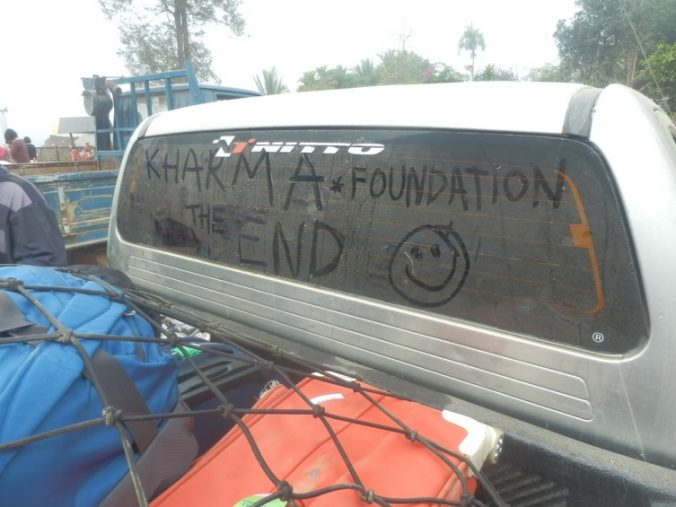 NITTO
KHARMA*FOUNDATION
THE
END
®